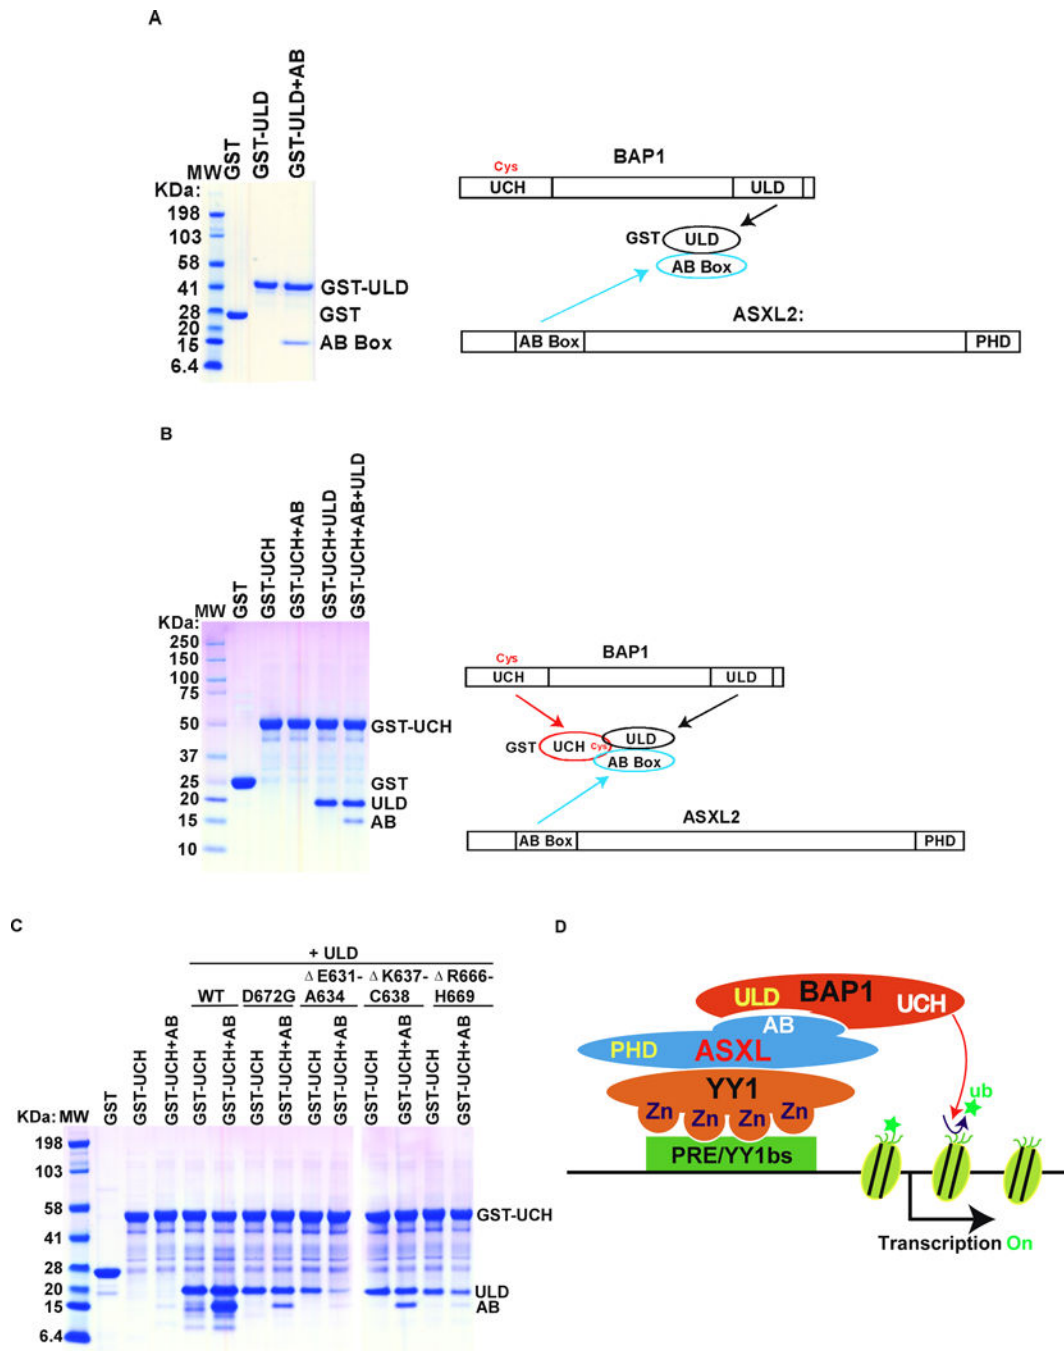 A
GST
GST-ULD
GST-ULD+AB
MW
KDa:
198
103
58
41
28
20
15
6.4
GST-ULD
GST
AB Box
BAP1
Cys
UCH
ULD
GST
ULD
AB Box
ASXL2:
AB Box
PHD
B
GST
GST-UCH
GST-UCH+AB
GST-UCH+ULD
GST-UCH+AB+ULD
MW
KDa:
250
150
100
75
50
37
25
20
15
10
GST-UCH
GST
ULD
AB
Cys
BAP1
UCH
ULD
GST
UCH
Cys
ULD
AB Box
ASXL2
AB Box
PHD
C
+ ULD
WT
D672G
Δ E631-
A634
Δ K637-
C638
Δ R666-
H669
KDa: MW
GST
GST-UCH
GST-UCH+AB
GST-UCH
GST-UCH+AB
GST-UCH
GST-UCH+AB
GST-UCH
GST-UCH+AB
GST-UCH
GST-UCH+AB
GST-UCH
GST-UCH+AB
198
103
58
41
28
20
15
6.4
GST-UCH
ULD
AB
D
ULD BAP1 UCH
AB
PHD ASXL
YY1
Zn Zn Zn Zn
PRE/YY1bs
ub
Transcription On